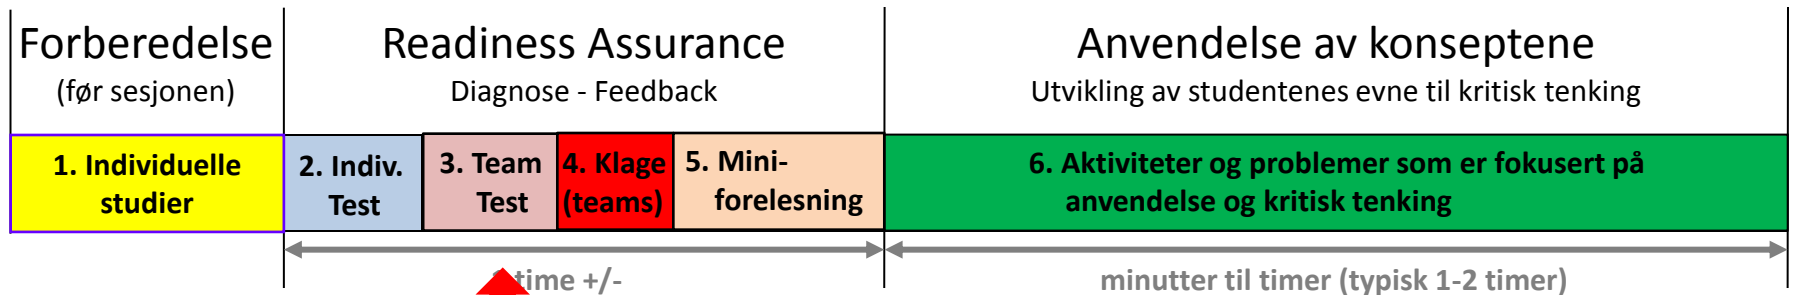 Forberedelse
(før sesjonen)
Readiness Assurance
Diagnose - Feedback
Anvendelse av konseptene
Utvikling av studentenes evne til kritisk tenking
1. Individuelle
studier
2. Indiv.
Test
3. Team
Test
4. Klage
(teams)
5. Mini-
forelesning
6. Aktiviteter og problemer som er fokusert på
anvendelse og kritisk tenking
time +/-
minutter til timer (typisk 1-2 timer)